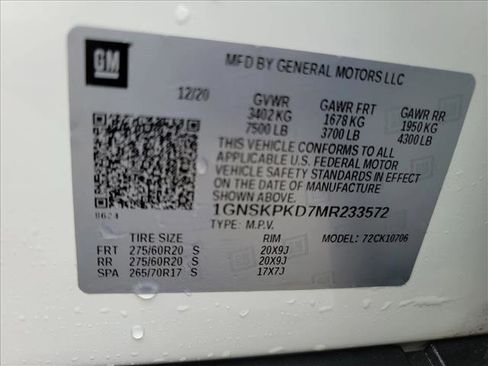 GM
MFD BY GENERAL MOTORS LLC
12/20 GVWR GAWR FRT GAWR RR
3402 KG 1678 KG 1950 KG
7500 LB 3700 LB 4300 LB
THIS VEHICLE CONFORMS TO ALL
APPLICABLE U.S. FEDERAL MOTOR
VEHICLE SAFETY STANDARDS IN EFFECT
ON THE DATE OF MANUFACTURE SHOWN ABOVE.
1GNSKPKD7MR233572
8624
TYPE: M.P.V. MODEL: 72CK10706
TIRE SIZE RIM
FRT 275/60R20 S 20X9J
RR 275/60R20 S 20X9J
SPA 265/70R17 S 17X7J